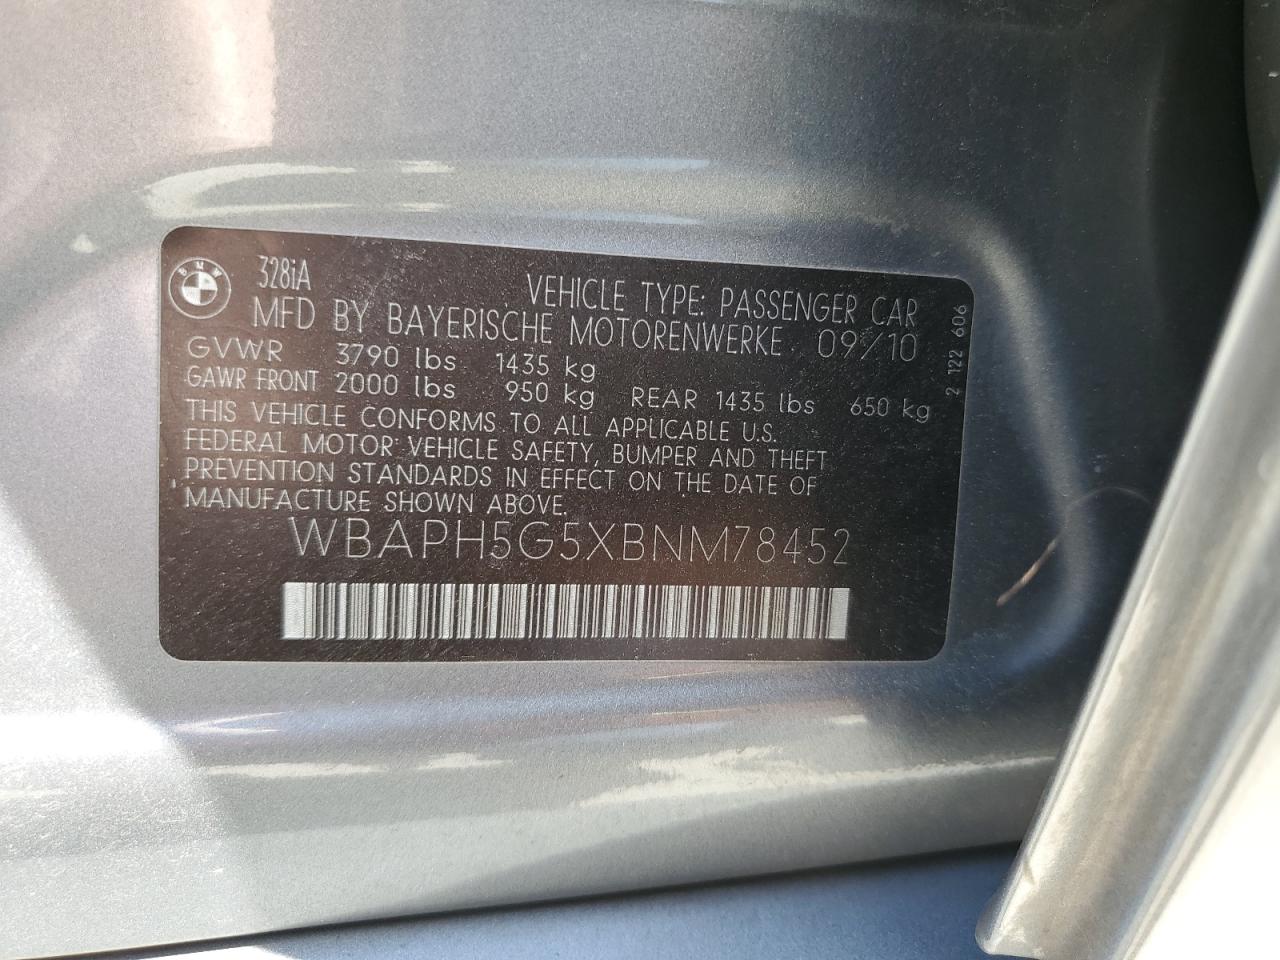 BMW
328iA
VEHICLE TYPE: PASSENGER CAR
MFD BY BAYERISCHE MOTORENWERKE 09/10
GVWR 3790 lbs 1435 kg
GAWR FRONT 2000 lbs 950 kg REAR 1435 lbs 650 kg
THIS VEHICLE CONFORMS TO ALL APPLICABLE U.S.
FEDERAL MOTOR VEHICLE SAFETY, BUMPER AND THEFT
PREVENTION STANDARDS IN EFFECT ON THE DATE OF
MANUFACTURE SHOWN ABOVE.
WBAPH5G5XBNM78452
2 122 606